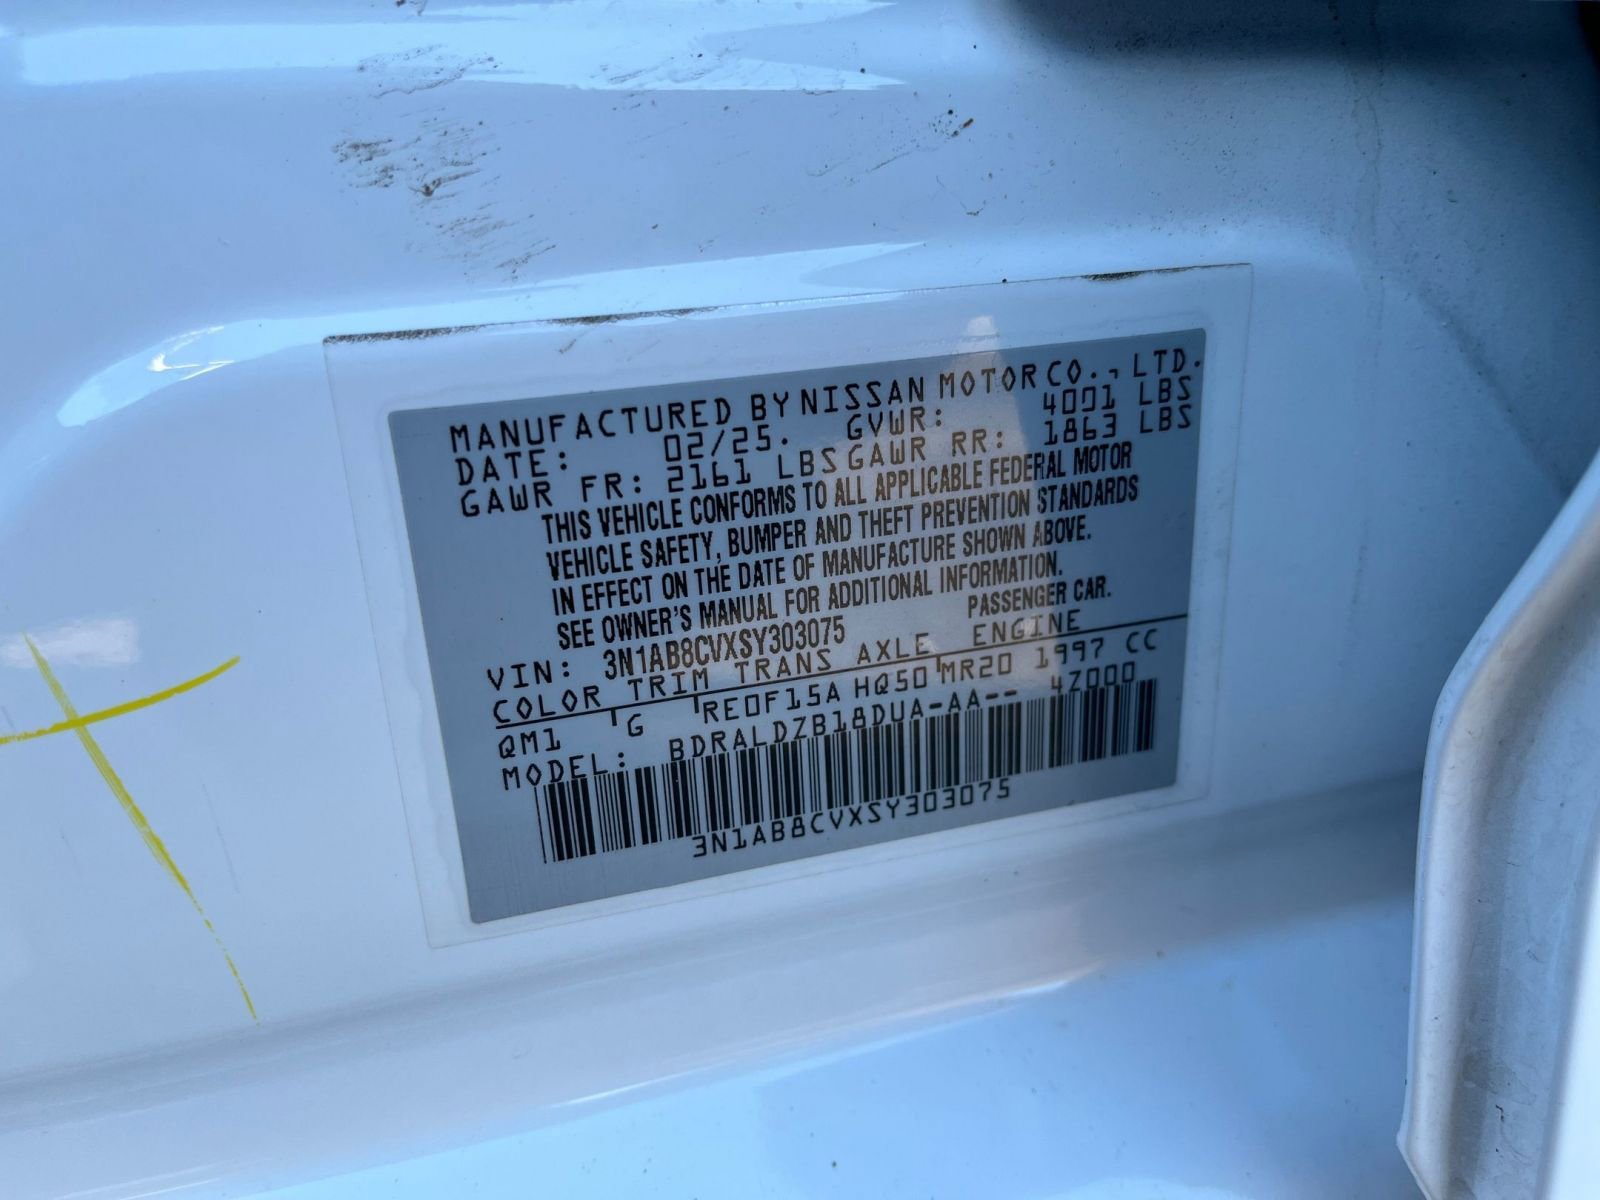 MANUFACTURED BY NISSAN MOTOR CO., LTD.
DATE: 02/25. GVWR: 4001 LBS
GAWR FR: 2161 LBS GAWR RR: 1863 LBS
THIS VEHICLE CONFORMS TO ALL APPLICABLE FEDERAL MOTOR
VEHICLE SAFETY, BUMPER AND THEFT PREVENTION STANDARDS
IN EFFECT ON THE DATE OF MANUFACTURE SHOWN ABOVE.
SEE OWNER'S MANUAL FOR ADDITIONAL INFORMATION.
VIN: 3N1AB8CVXSY303075 PASSENGER CAR.
COLOR TRIM TRANS AXLE ENGINE
QM1 G RE0F15A HQ50 MR20 1997 CC
MODEL: BDRALDZB18DUA-AA-- 4Z000
3N1AB8CVXSY303075